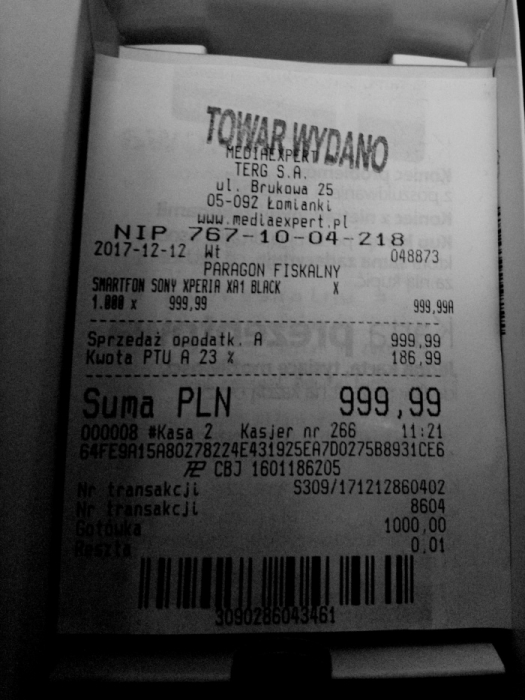 TOWAR WYDANO
MEDIAEXPERT
TERG S.A.
ul. Brukowa 25
05-092 Łomianki
www.mediaexpert.pl
NIP 767-10-04-218
2017-12-12 Wt 048873
PARAGON FISKALNY
SMARTFON SONY XPERIA XA1 BLACK X
1.000 x 999,99 999,99A
Sprzedaż opodatk. A 999,99
Kwota PTU A 23 % 186,99
Suma PLN 999,99
000008 #Kasa 2 Kasjer nr 266 11:21
64FE9A15A80278224E431925EA7D0275B8931CE6
CBJ 1601186205
Nr transakcji S309/171212860402
Nr transakcji 8604
Gotówka 1000,00
Reszta 0,01
3090286043461